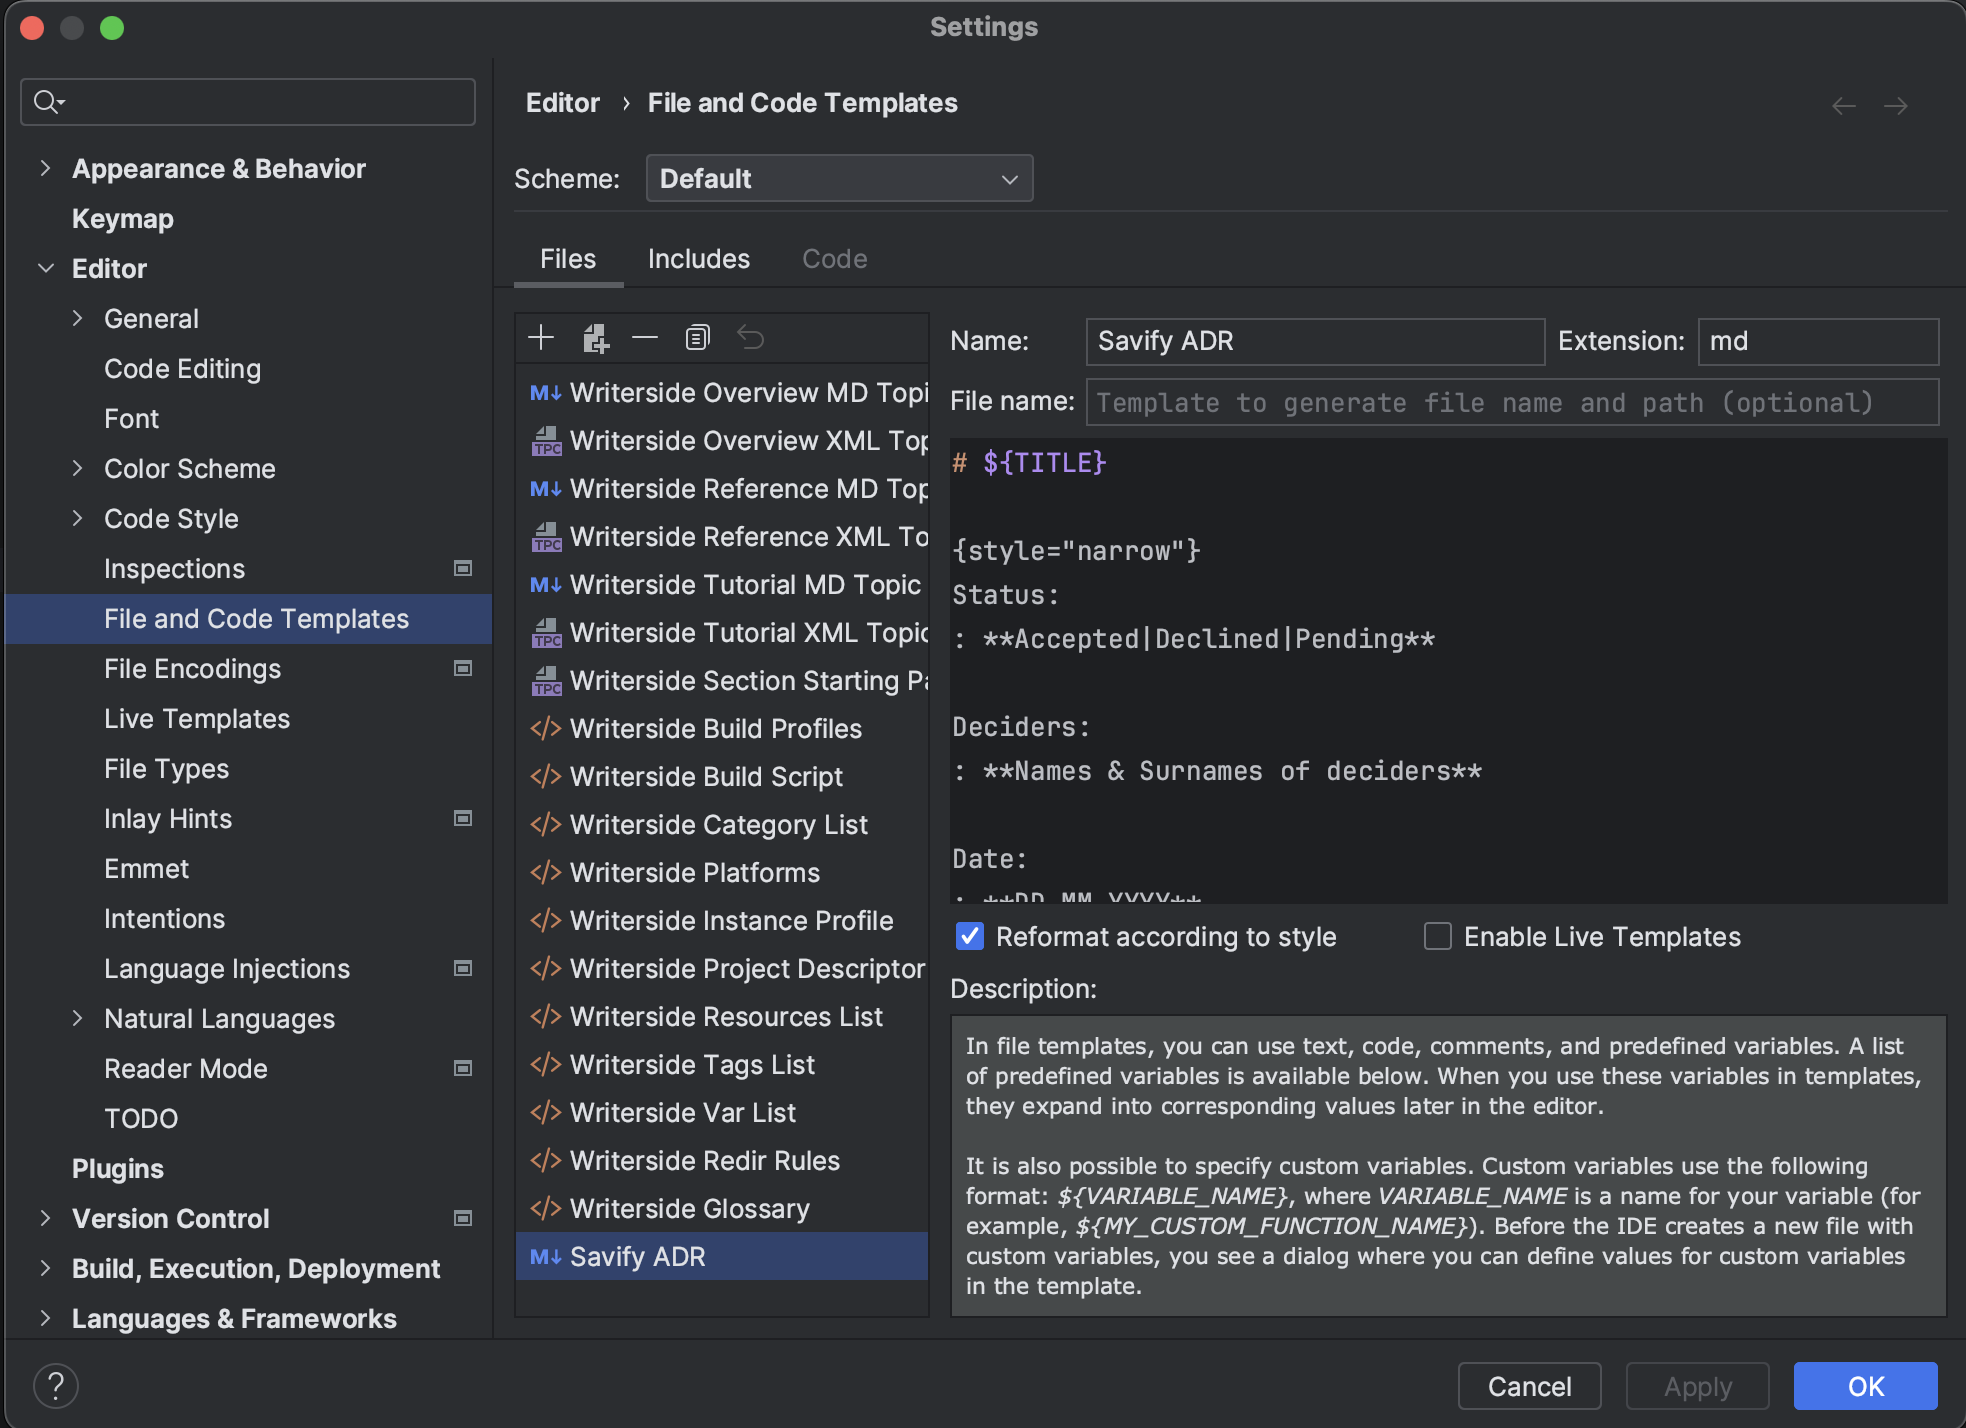 Settings
Appearance & Behavior
Keymap
Editor
General
Code Editing
Font
Color Scheme
Code Style
Inspections
File and Code Templates
File Encodings
Live Templates
File Types
Inlay Hints
Emmet
Intentions
Language Injections
Natural Languages
Reader Mode
TODO
Plugins
Version Control
Build, Execution, Deployment
Languages & Frameworks
Editor › File and Code Templates
Scheme: Default
Files Includes Code
M↓ Writerside Overview MD Topi
TPC Writerside Overview XML Top
M↓ Writerside Reference MD Top
TPC Writerside Reference XML To
M↓ Writerside Tutorial MD Topic
TPC Writerside Tutorial XML Topic
TPC Writerside Section Starting Pa
</> Writerside Build Profiles
</> Writerside Build Script
</> Writerside Category List
</> Writerside Platforms
</> Writerside Instance Profile
</> Writerside Project Descriptor
</> Writerside Resources List
</> Writerside Tags List
</> Writerside Var List
</> Writerside Redir Rules
</> Writerside Glossary
M↓ Savify ADR
Name: Savify ADR Extension: md
File name: Template to generate file name and path (optional)
# ${TITLE}
{style="narrow"}
Status:
: **Accepted|Declined|Pending**
Deciders:
: **Names & Surnames of deciders**
Date:
: **DD MM YYYY**
Reformat according to style Enable Live Templates
Description:
In file templates, you can use text, code, comments, and predefined variables. A list
of predefined variables is available below. When you use these variables in templates,
they expand into corresponding values later in the editor.
It is also possible to specify custom variables. Custom variables use the following
format: ${VARIABLE_NAME}, where VARIABLE_NAME is a name for your variable (for
example, ${MY_CUSTOM_FUNCTION_NAME}). Before the IDE creates a new file with
custom variables, you see a dialog where you can define values for custom variables
in the template.
? Cancel Apply OK